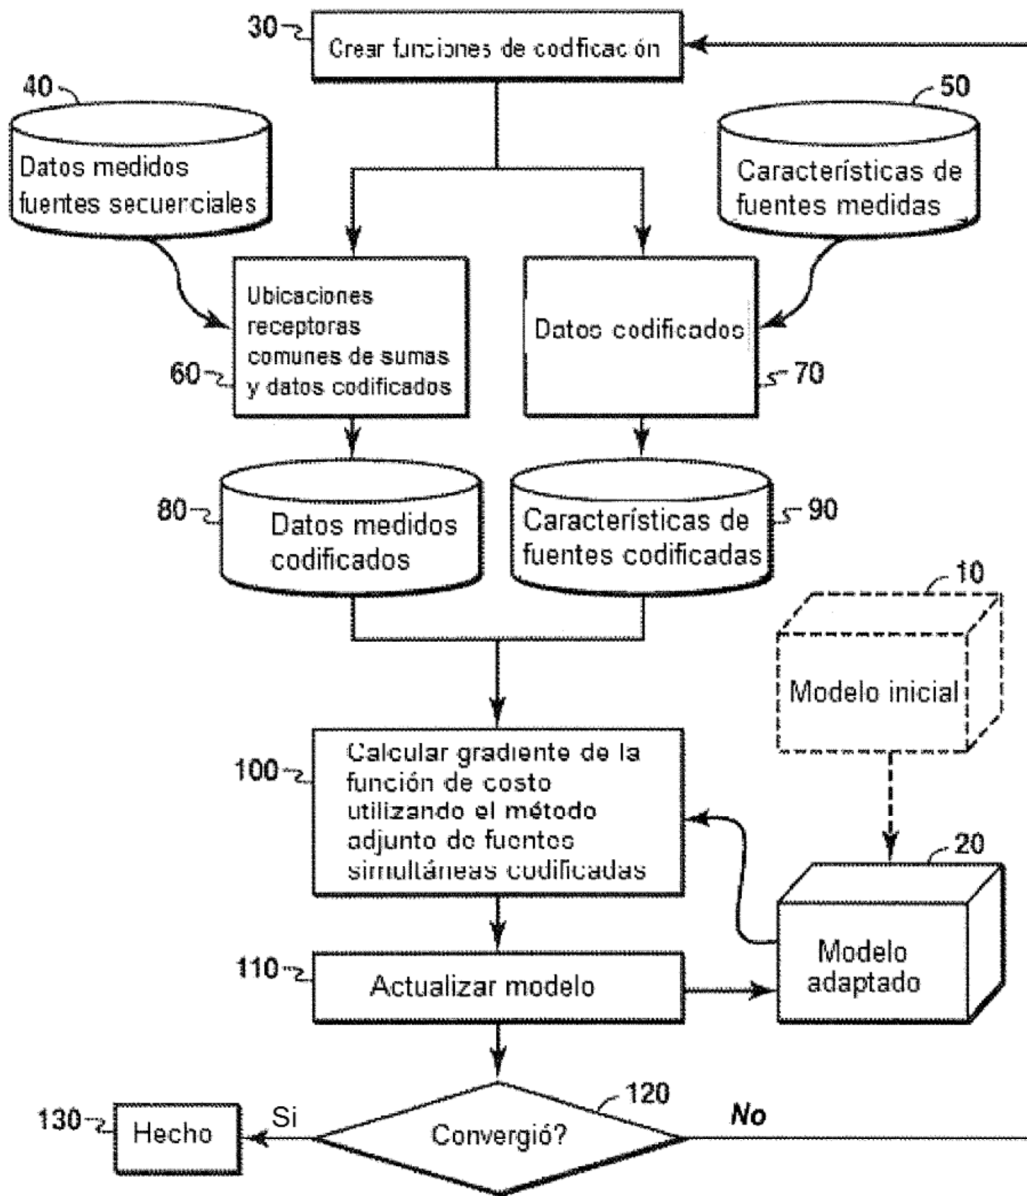 30
Crear funciones de codificación
40
Datos medidos
fuentes secuerciales
50
Característícas de
fuentes medidas
Ubicaciones
receptoras
comunes de sumas
y datos codificados
60
Datos codificados
70
80
Datos medidos
codificados
Característícas de
fuentes codificadas
90
10
Modelo inicial
100
Calcular gradiente de la
función de costo
utilizando el método
adjunto de fuentes
simultáneas codificadas
20
Modelo
adaptado
110
Actualizar modelo
120
Convergió?
Si
No
130
Hecho